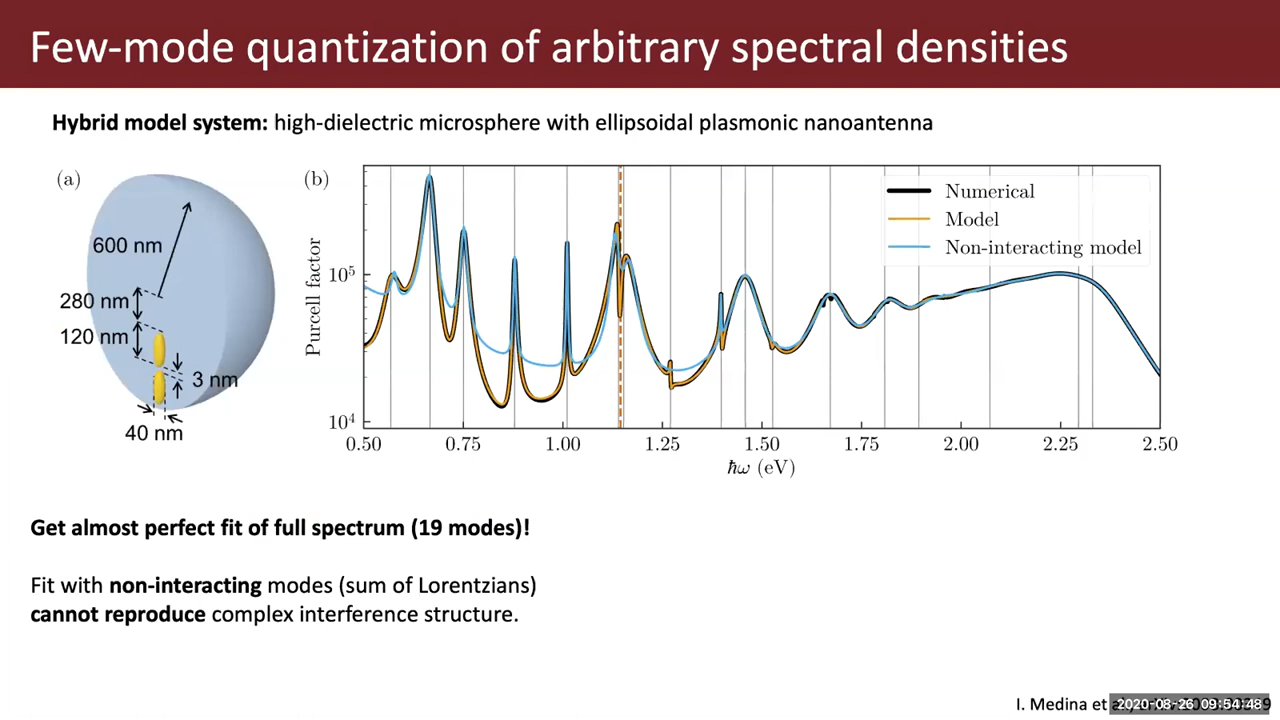 Few-mode quantization of arbitrary spectral densities
Hybrid model system: high-dielectric microsphere with ellipsoidal plasmonic nanoantenna
(a)
600 nm
280 nm
120 nm
3 nm
40 nm
(b)
Purcell factor
10⁵
10⁴
Numerical
Model
Non-interacting model
0.50 0.75 1.00 1.25 1.50 1.75 2.00 2.25 2.50
ℏω (eV)
Get almost perfect fit of full spectrum (19 modes)!
Fit with non-interacting modes (sum of Lorentzians)
cannot reproduce complex interference structure.
I. Medina et
2020-08-26 09:54:48